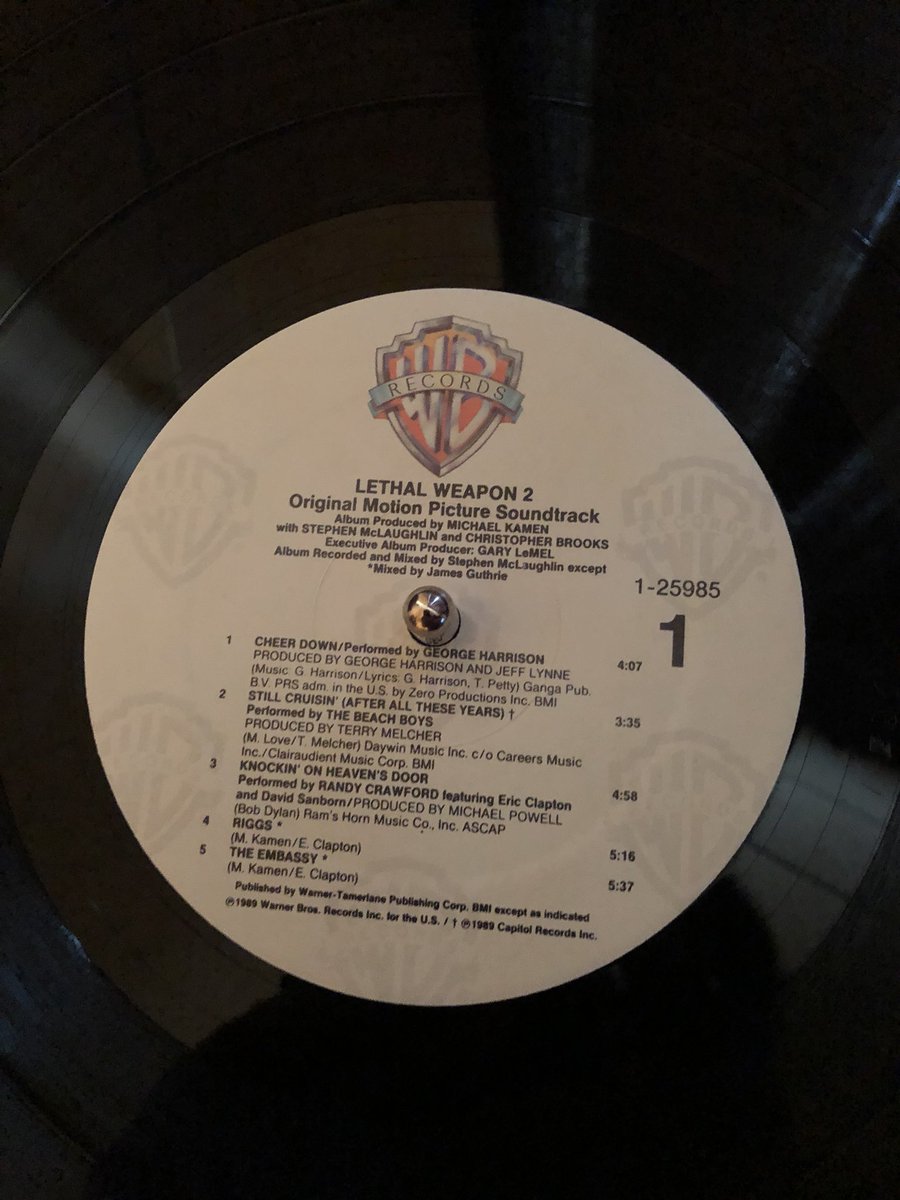 WB
RECORDS
LETHAL WEAPON 2
Original Motion Picture Soundtrack
Album Produced by MICHAEL KAMEN
with STEPHEN McLAUGHLIN and CHRISTOPHER BROOKS
Executive Album Producer: GARY LeMEL
Album Recorded and Mixed by Stephen McLaughlin except
*Mixed by James Guthrie
1-25985
1
1 CHEER DOWN/Performed by GEORGE HARRISON
PRODUCED BY GEORGE HARRISON AND JEFF LYNNE 4:07
(Music: G. Harrison/Lyrics: G. Harrison, T. Petty) Ganga Pub.
B.V. PRS adm. in the U.S. by Zero Productions Inc. BMI
2 STILL CRUISIN' (AFTER ALL THESE YEARS) † 3:35
Performed by THE BEACH BOYS
PRODUCED BY TERRY MELCHER
(M. Love/T. Melcher) Daywin Music Inc. c/o Careers Music
Inc./Clairaudient Music Corp. BMI
3 KNOCKIN' ON HEAVEN'S DOOR 4:58
Performed by RANDY CRAWFORD featuring Eric Clapton
and David Sanborn/PRODUCED BY MICHAEL POWELL
(Bob Dylan) Ram's Horn Music Co., Inc. ASCAP
4 RIGGS * 5:16
(M. Kamen/E. Clapton)
5 THE EMBASSY * 5:37
(M. Kamen/E. Clapton)
Published by Warner-Tamerlane Publishing Corp. BMI except as indicated
℗1989 Warner Bros. Records Inc. for the U.S. / † ℗1989 Capitol Records Inc.